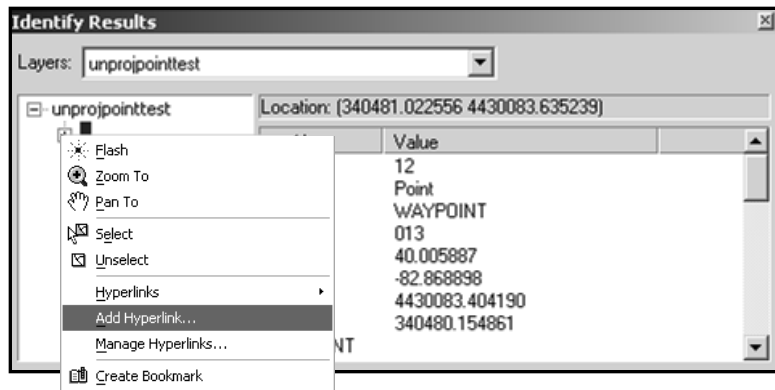 Identify Results
Layers: unprojpointtest
unprojpointtest
Location: (340481.022556 4430083.635239)
Value
12
Point
WAYPOINT
013
40.005887
-82.868898
4430083.404190
340480.154861
NT
Flash
Zoom To
Pan To
Select
Unselect
Hyperlinks
Add Hyperlink...
Manage Hyperlinks...
Create Bookmark